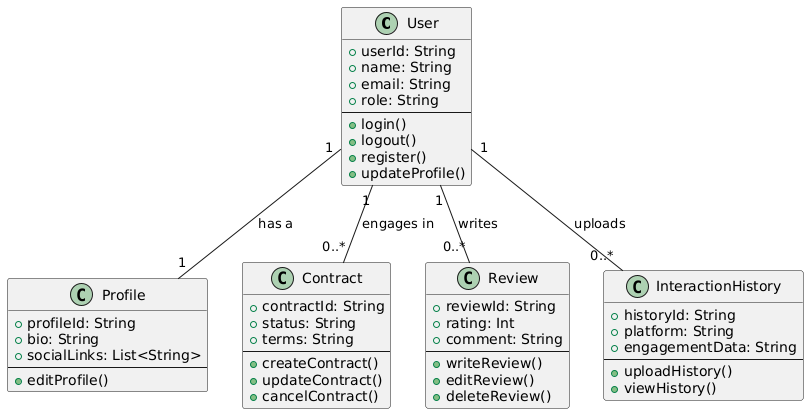 C User
userId: String
name: String
email: String
role: String
login()
logout()
register()
updateProfile()
1
1
1
1
has a
engages in
writes
uploads
1
0..*
0..*
0..*
C Profile
profileId: String
bio: String
socialLinks: List<String>
editProfile()
C Contract
contractId: String
status: String
terms: String
createContract()
updateContract()
cancelContract()
C Review
reviewId: String
rating: Int
comment: String
writeReview()
editReview()
deleteReview()
C InteractionHistory
historyId: String
platform: String
engagementData: String
uploadHistory()
viewHistory()